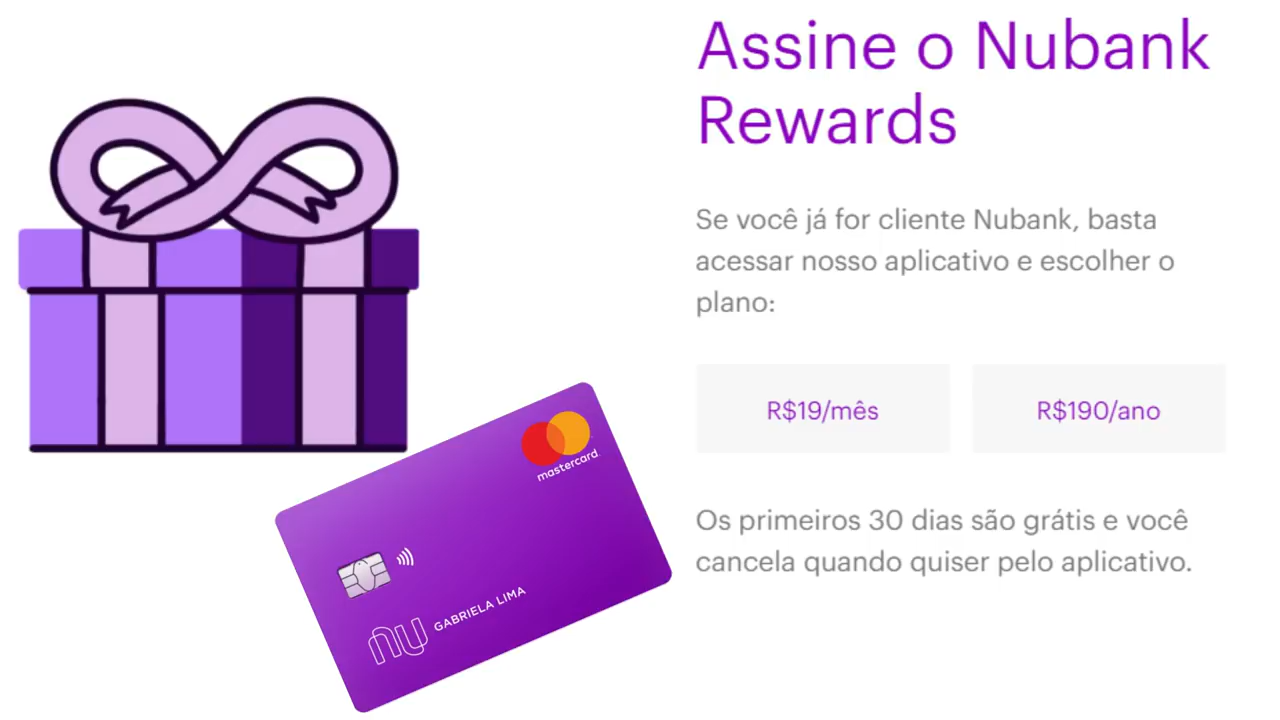 Assine o Nubank
Rewards
Se você já for cliente Nubank, basta
acessar nosso aplicativo e escolher o
plano:
R$19/mês
R$190/ano
Os primeiros 30 dias são grátis e você
cancela quando quiser pelo aplicativo.
mastercard.
nu GABRIELA LIMA